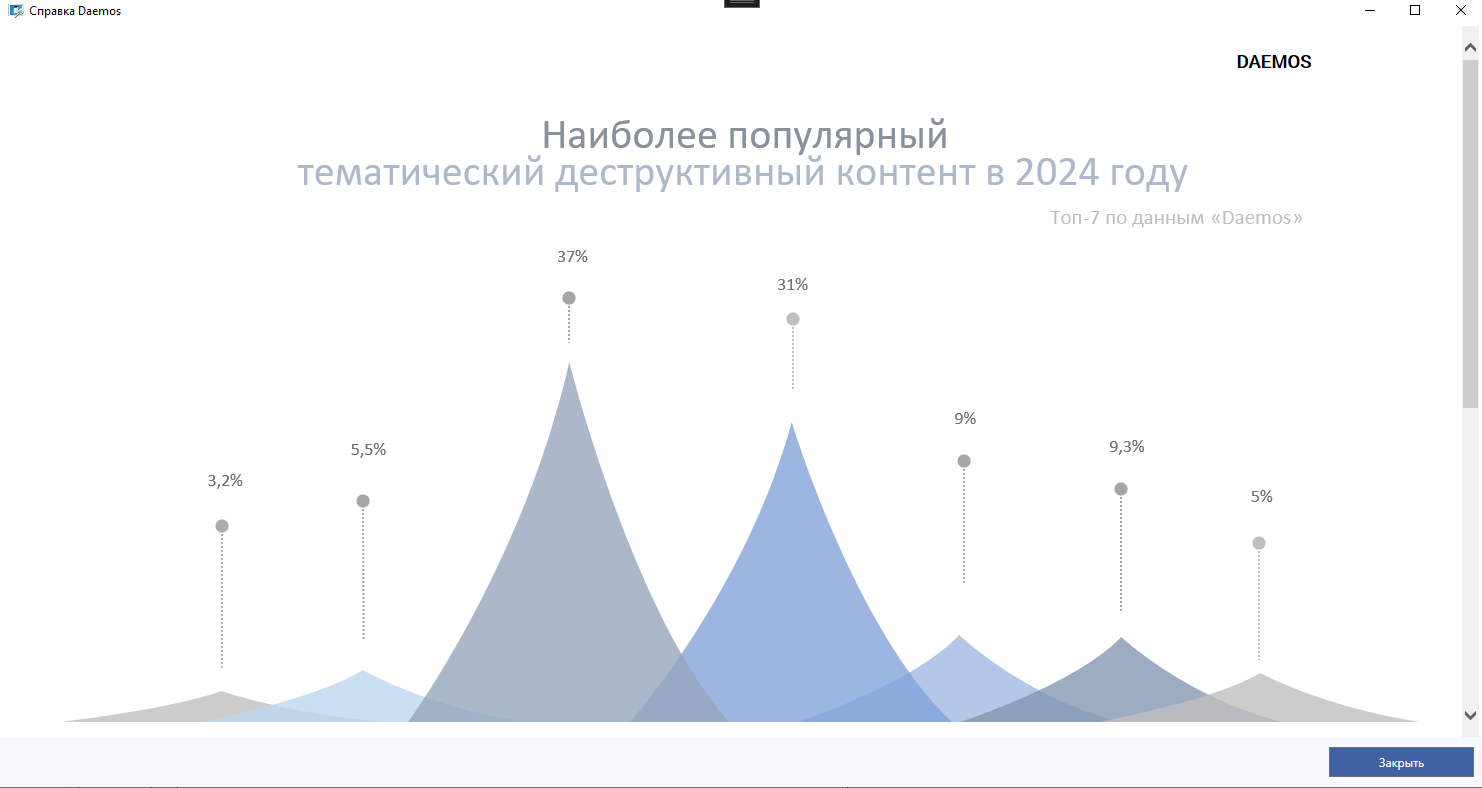 Справка Daemos
DAEMOS
Наиболее популярный
тематический деструктивный контент в 2024 году
Топ-7 по данным «Daemos»
37%
31%
9%
9,3%
5,5%
3,2%
5%
Закрыть